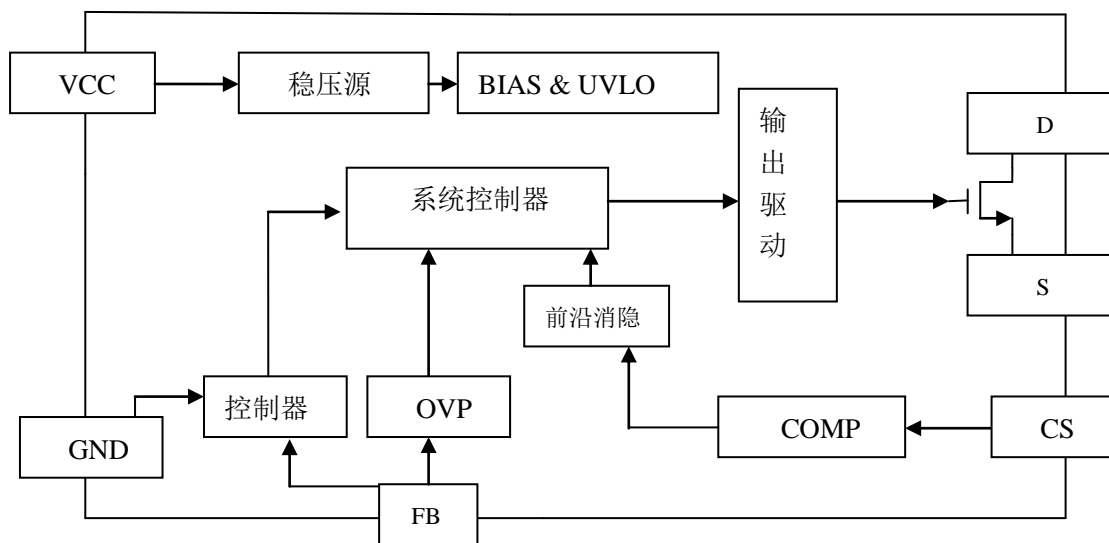 VCC
稳压源
BIAS & UVLO
输
出
驱
动
D
系统控制器
S
前沿消隐
控制器
OVP
COMP
CS
GND
FB